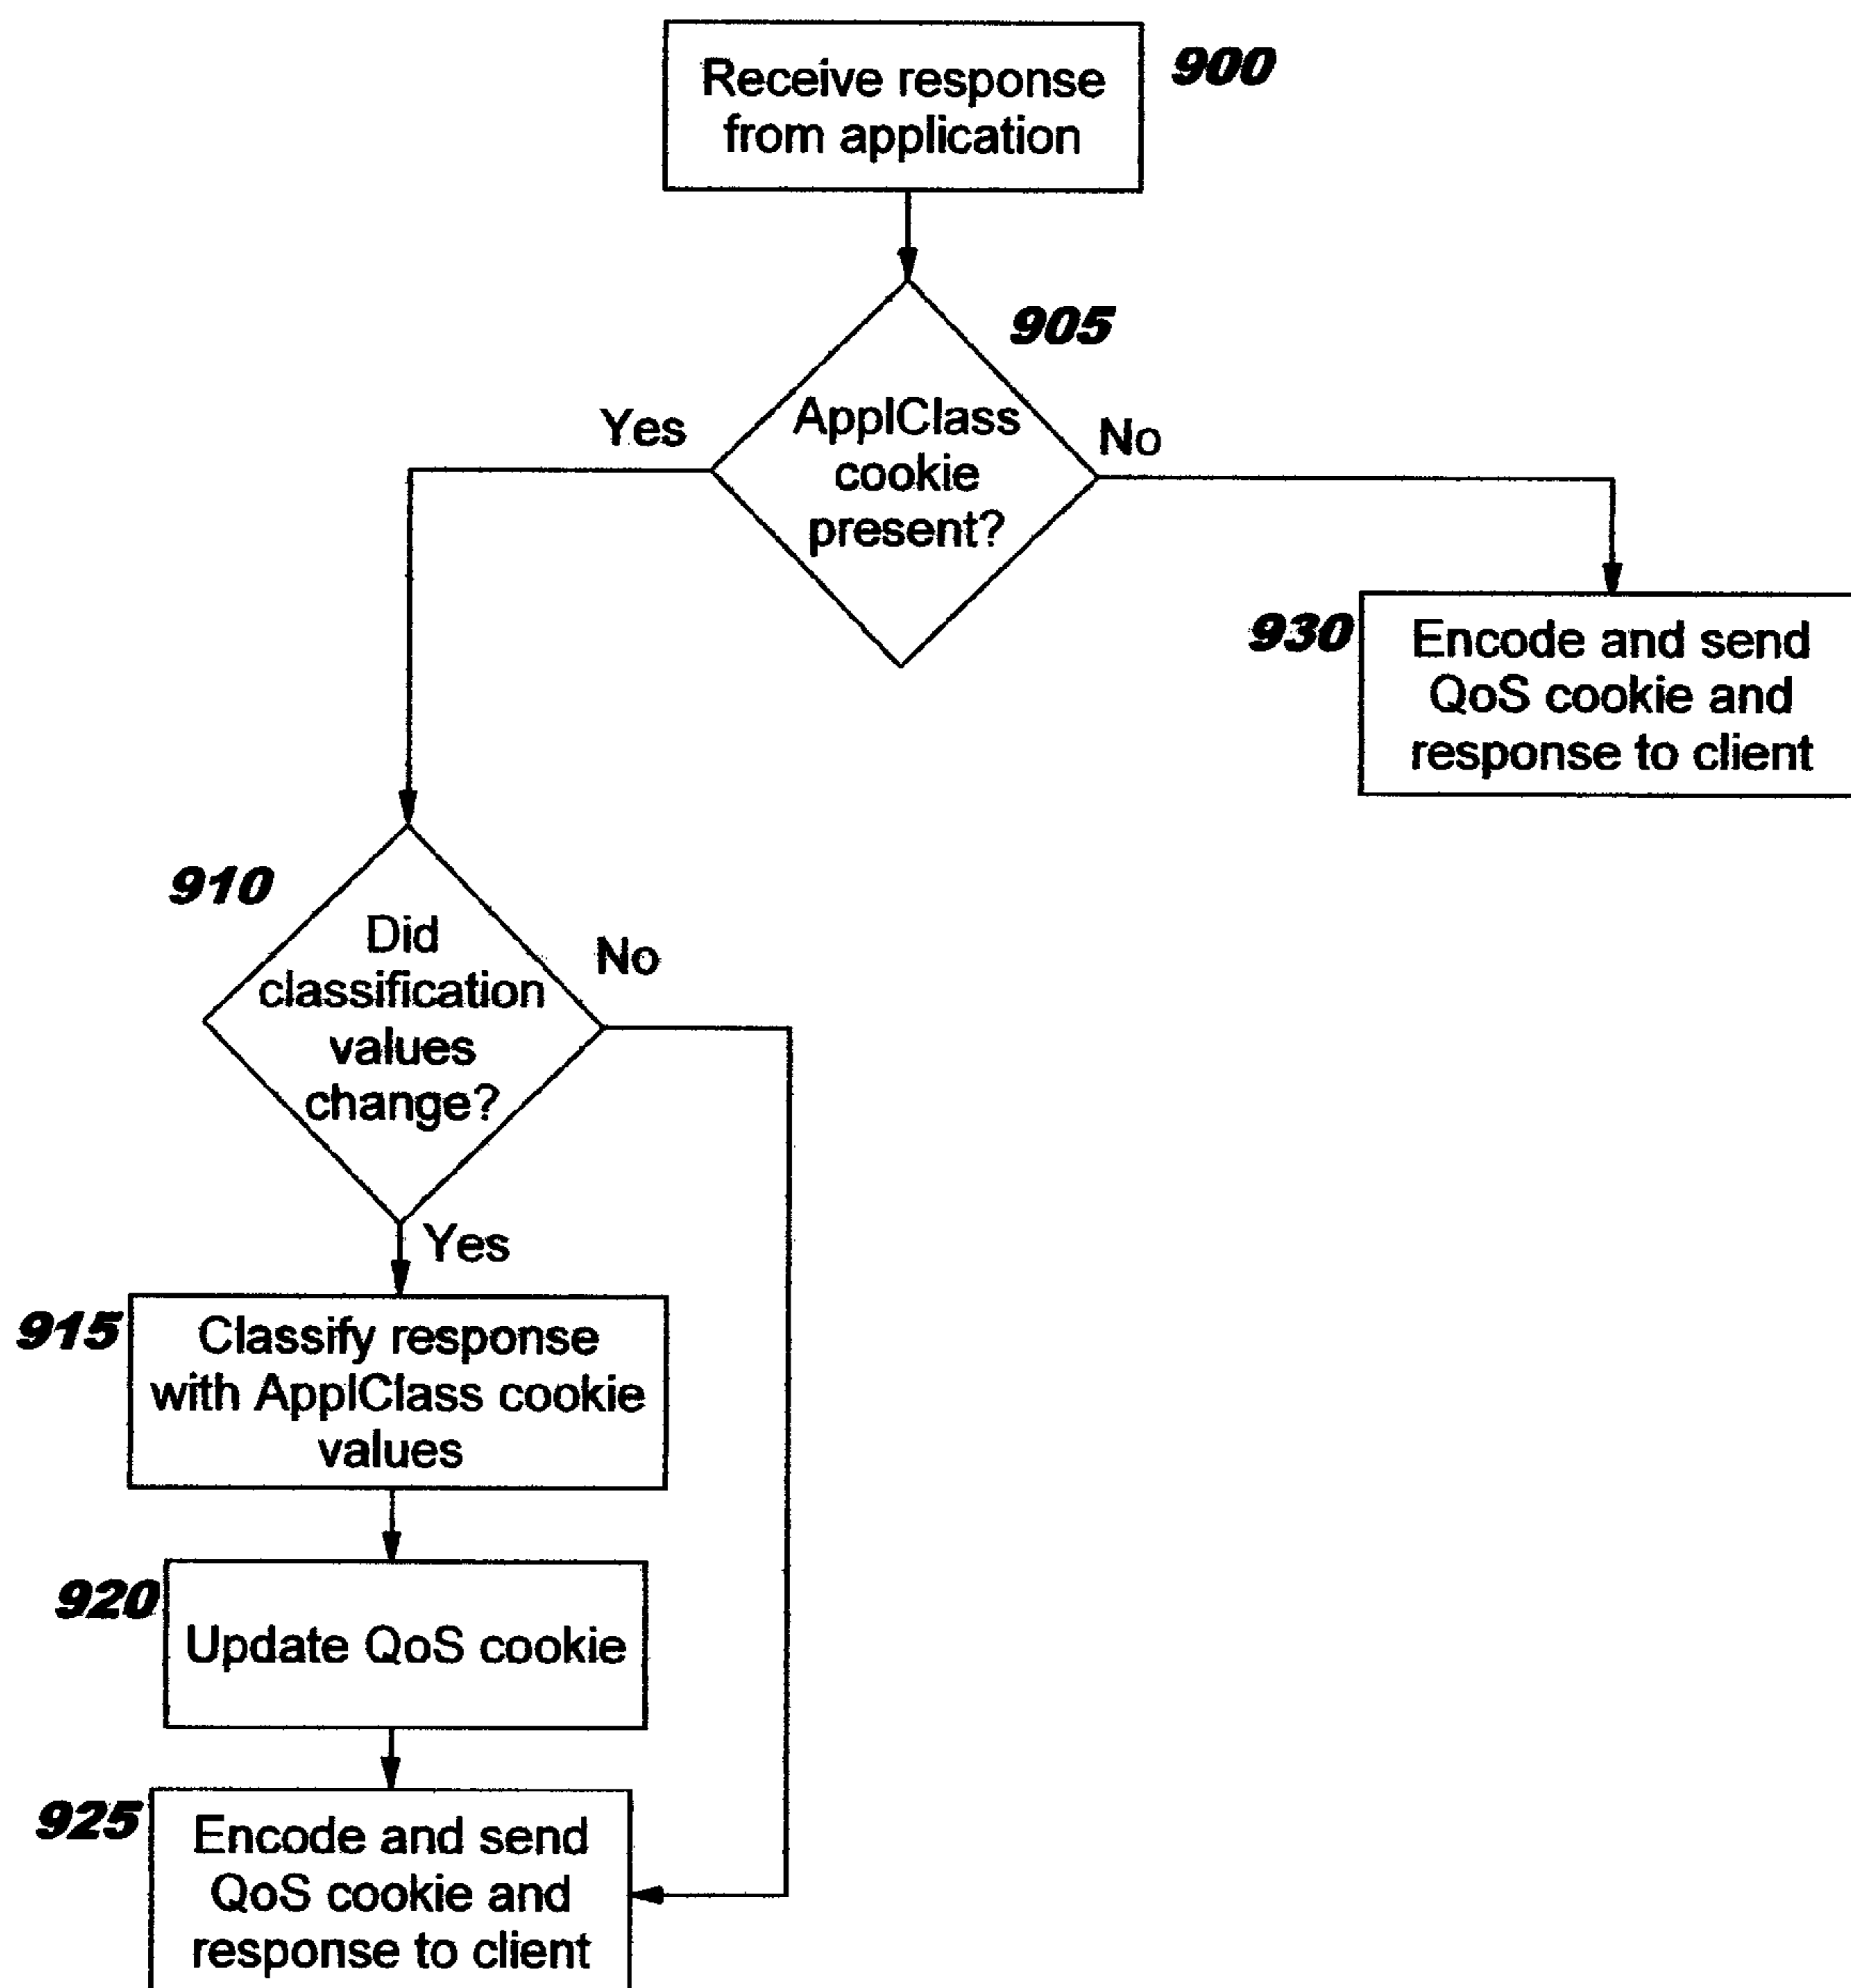 Receive response
from application
900
905
ApplClass
cookie
present?
Yes
No
930
Encode and send
QoS cookie and
response to client
910
Did
classification
values
change?
No
Yes
915
Classify response
with ApplClass cookie
values
920
Update QoS cookie
925
Encode and send
QoS cookie and
response to client